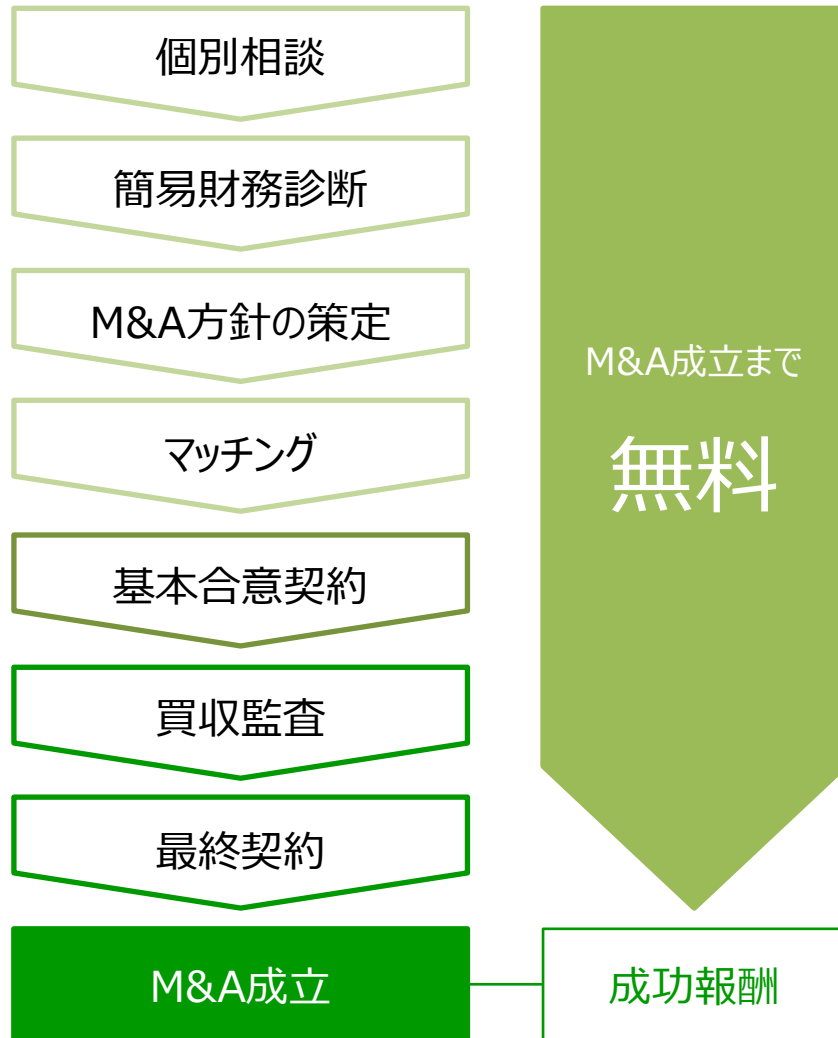 個別相談
簡易財務診断
M&A方針の策定
マッチング
基本合意契約
買収監査
最終契約
M&A成立
M&A成立まで
無料
成功報酬